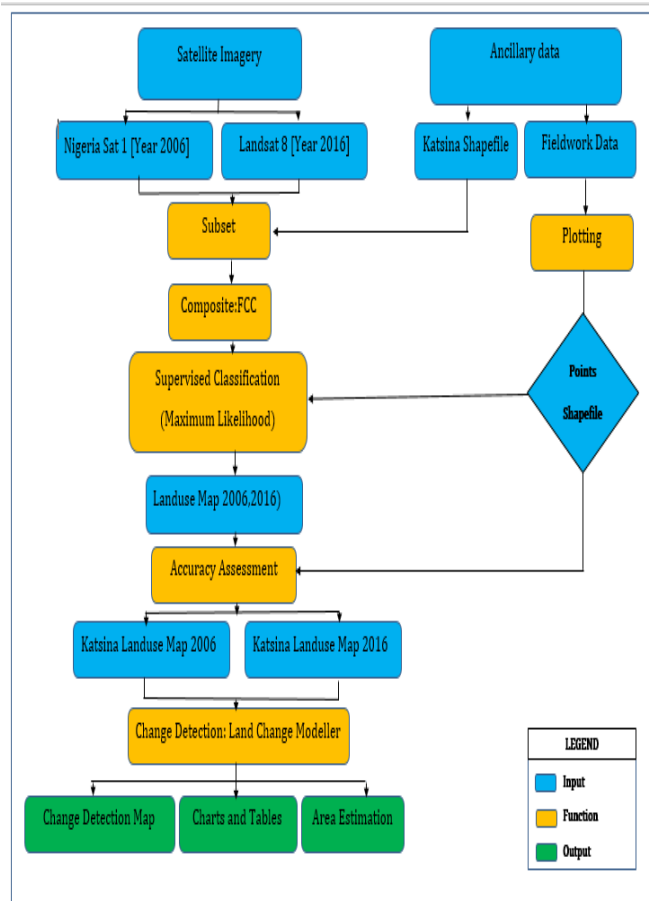 Satellite Imagery
Ancillary data
Nigeria Sat 1 [Year 2006]
Landsat 8 [Year 2016]
Katsina Shapefile
Fieldwork Data
Subset
Plotting
Composite:FCC
Supervised Classification
(Maximum Likelihood)
Points
Shapefile
Landuse Map 2006,2016)
Accuracy Assessment
Katsina Landuse Map 2006
Katsina Landuse Map 2016
Change Detection: Land Change Modeller
Change Detection Map
Charts and Tables
Area Estimation
LEGEND
Input
Function
Output